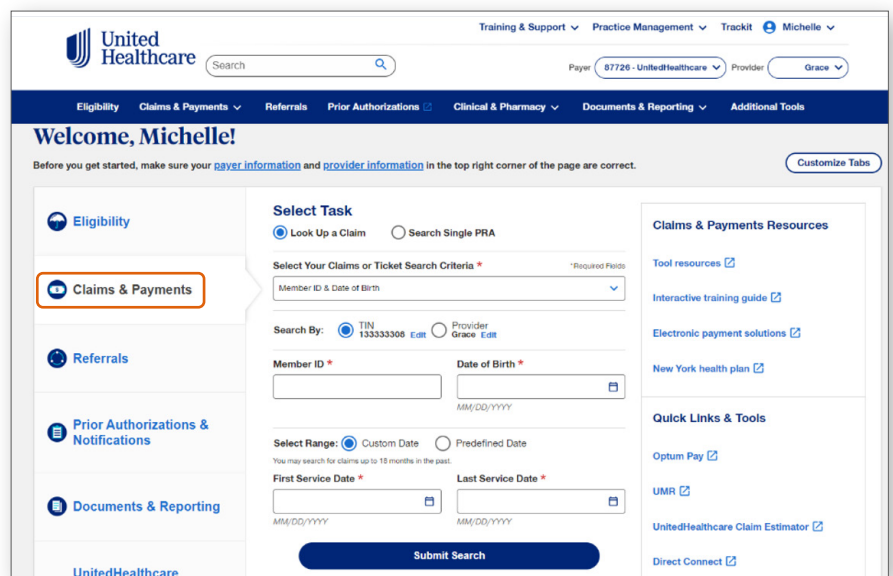 Training & Support Practice Management Trackit Michelle
United
Healthcare
Search
Payer 87726 - UnitedHealthcare Provider Grace
Eligibility Claims & Payments Referrals Prior Authorizations Clinical & Pharmacy Documents & Reporting Additional Tools
Welcome, Michelle!
Before you get started, make sure your payer information and provider information in the top right corner of the page are correct.
Customize Tabs
Eligibility
Claims & Payments
Referrals
Prior Authorizations &
Notifications
Documents & Reporting
UnitedHealthcare
Select Task
Look Up a Claim Search Single PRA
Select Your Claims or Ticket Search Criteria * *Required Fields
Member ID & Date of Birth
Search By: TIN 133333308 Edit Provider Grace Edit
Member ID * Date of Birth *
MM/DD/YYYY
Select Range: Custom Date Predefined Date
You may search for claims up to 18 months in the past.
First Service Date * Last Service Date *
MM/DD/YYYY MM/DD/YYYY
Submit Search
Claims & Payments Resources
Tool resources
Interactive training guide
Electronic payment solutions
New York health plan
Quick Links & Tools
Optum Pay
UMR
UnitedHealthcare Claim Estimator
Direct Connect